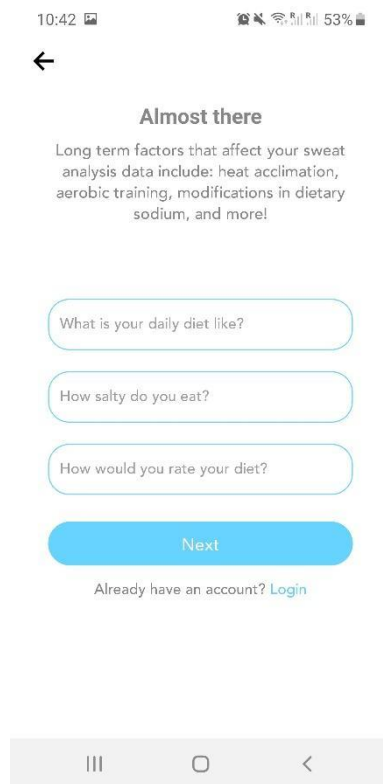 10:42 53%
Almost there
Long term factors that affect your sweat
analysis data include: heat acclimation,
aerobic training, modifications in dietary
sodium, and more!
What is your daily diet like?
How salty do you eat?
How would you rate your diet?
Next
Already have an account? Login